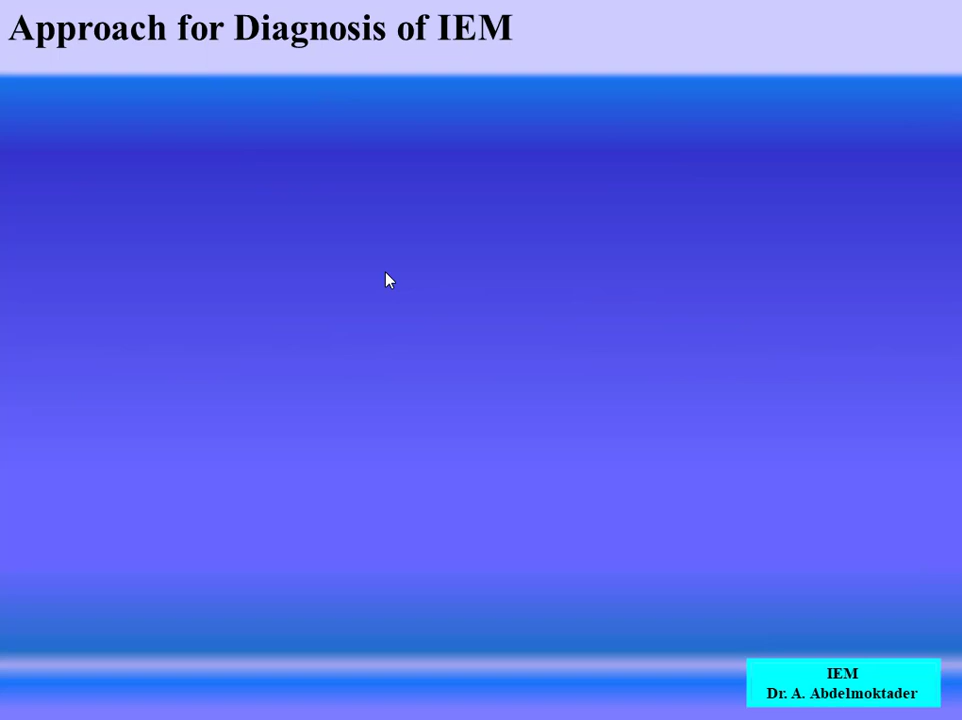 Approach for Diagnosis of IEM
IEM
Dr. A. Abdelmoktader